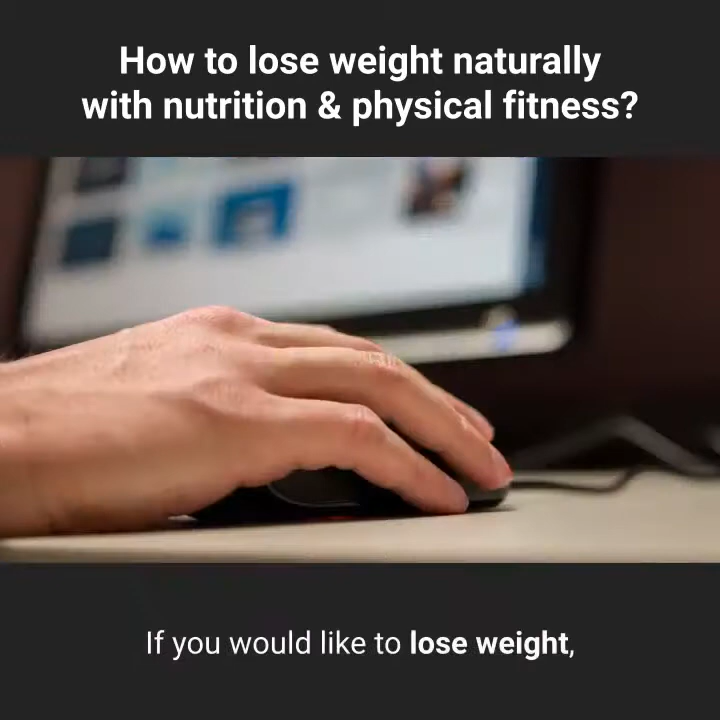 How to lose weight naturally
with nutrition & physical fitness?
If you would like to lose weight,